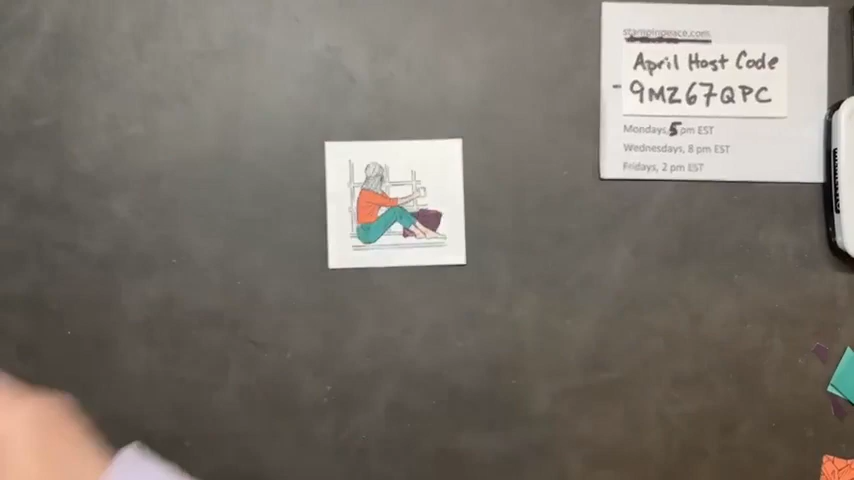 stampinpeace.com
April Host Code
9MZ67QPC
Mondays, 5 pm EST
Wednesdays, 8 pm EST
Fridays, 2 pm EST